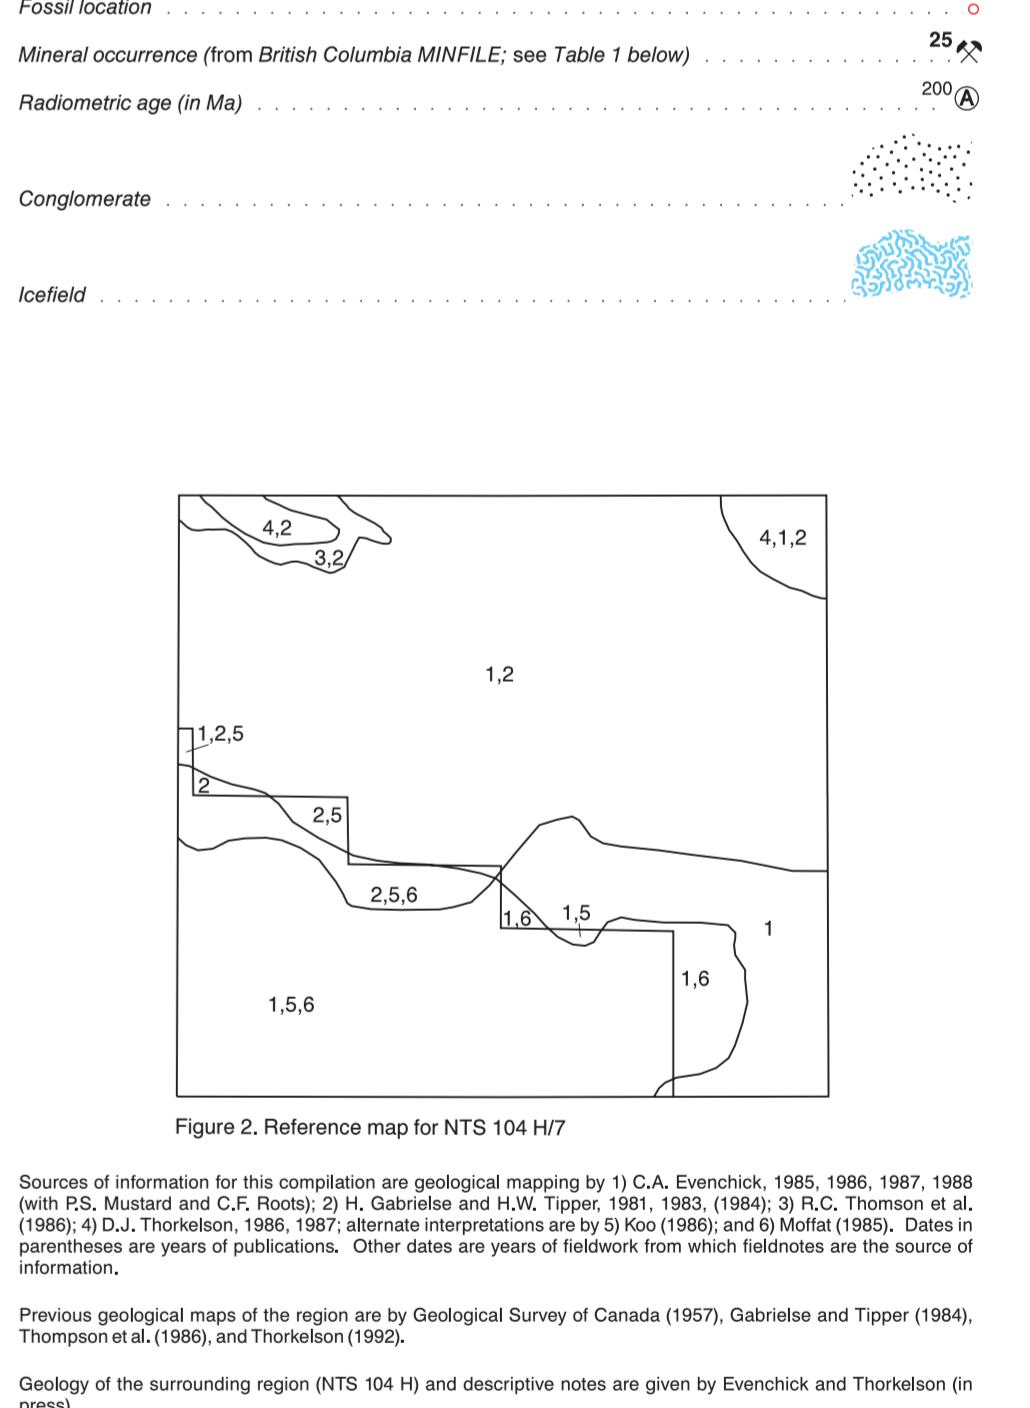 Fossil location
Mineral occurrence (from British Columbia MINFILE; see Table 1 below) 25
Radiometric age (in Ma) 200 A
Conglomerate
Icefield
4,2
3,2
4,1,2
1,2
1,2,5
2
2,5
2,5,6
1,6
1,5
1
1,6
1,5,6
Figure 2. Reference map for NTS 104 H/7
Sources of information for this compilation are geological mapping by 1) C.A. Evenchick, 1985, 1986, 1987, 1988
(with P.S. Mustard and C.F. Roots); 2) H. Gabrielse and H.W. Tipper, 1981, 1983, (1984); 3) R.C. Thomson et al.
(1986); 4) D.J. Thorkelson, 1986, 1987; alternate interpretations are by 5) Koo (1986); and 6) Moffat (1985). Dates in
parentheses are years of publications. Other dates are years of fieldwork from which fieldnotes are the source of
information.
Previous geological maps of the region are by Geological Survey of Canada (1957), Gabrielse and Tipper (1984),
Thompson et al. (1986), and Thorkelson (1992).
Geology of the surrounding region (NTS 104 H) and descriptive notes are given by Evenchick and Thorkelson (in
press)